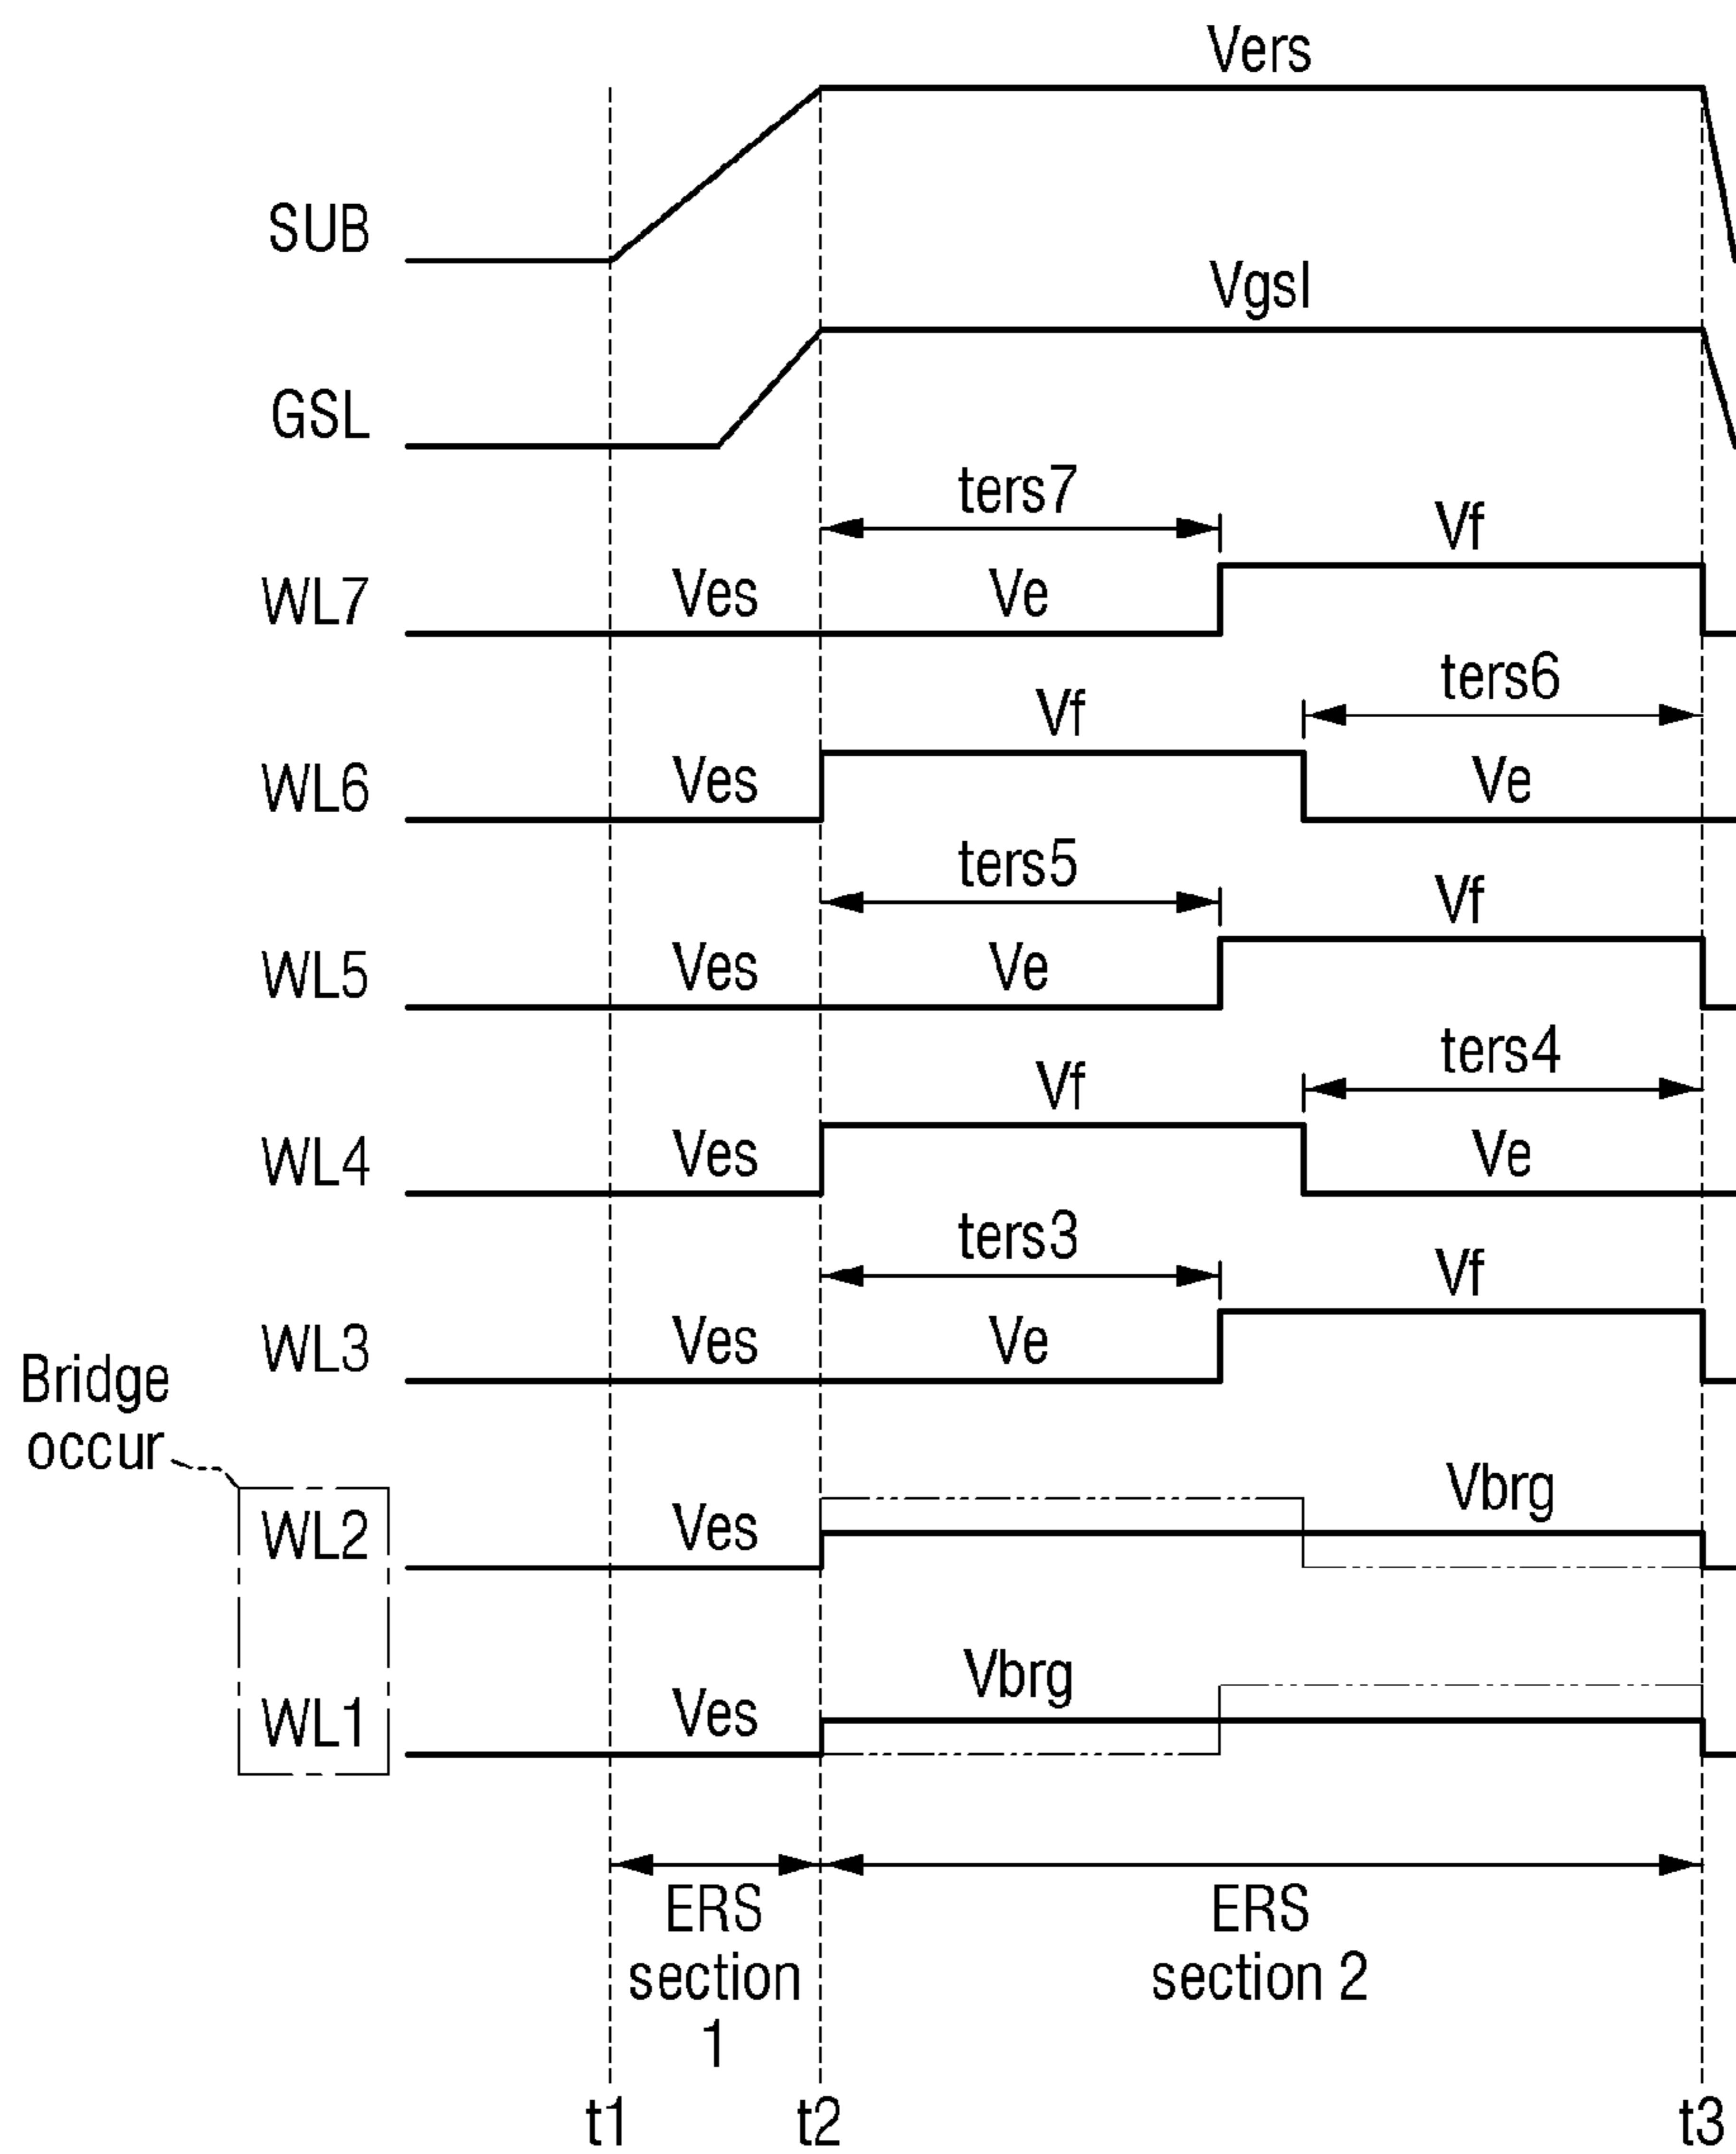 Vers
SUB
Vgsl
GSL
ters7
Vf
WL7 Ves Ve
ters6
Vf
WL6 Ves Ve
ters5
Vf
WL5 Ves Ve
ters4
Vf
WL4 Ves Ve
ters3
Vf
WL3 Ves Ve
Bridge
occur
Vbrg
WL2 Ves
Vbrg
WL1 Ves
ERS
section
1
ERS
section 2
t1 t2 t3